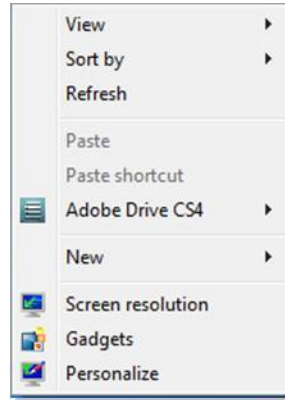 View
Sort by
Refresh
Paste
Paste shortcut
Adobe Drive CS4
New
Screen resolution
Gadgets
Personalize